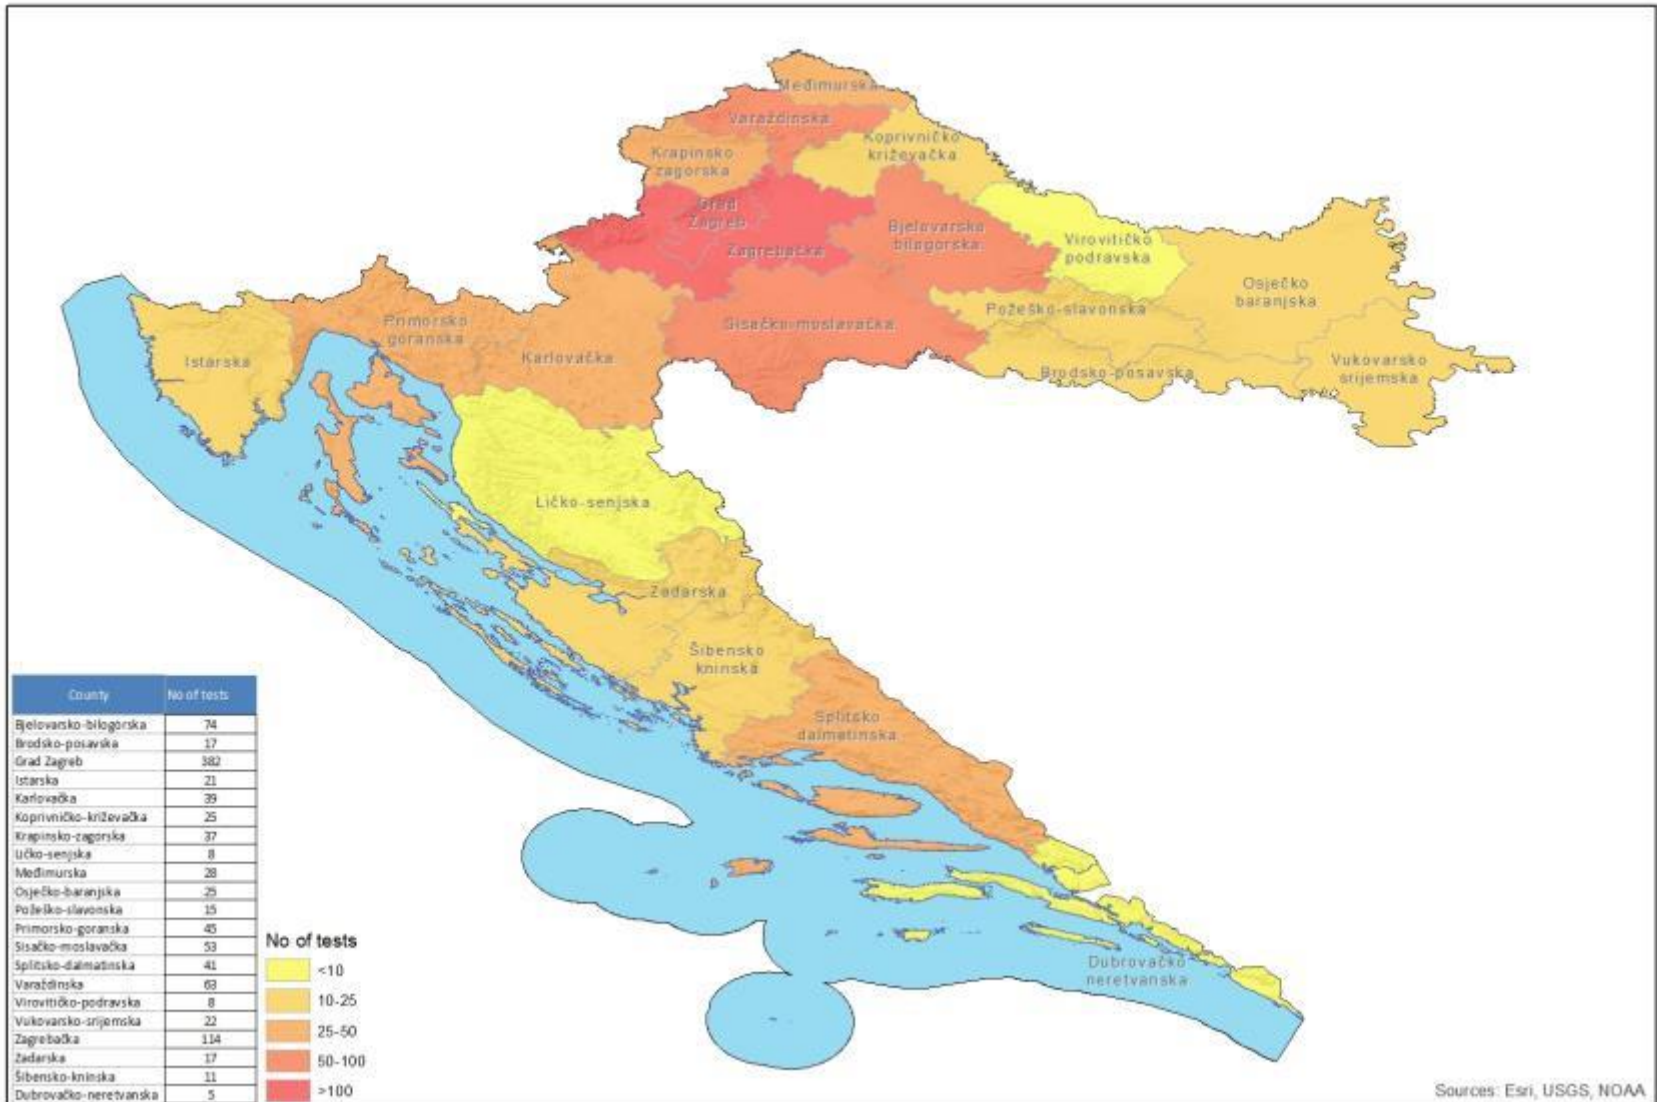 Međimurska
Varaždinska
Koprivničko
križevačka
Krapinsko
zagorska
Grad
Zagreb
Zagrebačka
Bjelovarsko
bilogorska
Virovitičko
podravska
Osječko
baranjska
Požeško-slavonska
Primorsko
goranska
Sisačko-moslavačka
Istarska
Karlovačka
Brodsko-posavska
Vukovarsko
srijemska
Ličko-senjska
Zadarska
Šibensko
kninska
Splitsko
dalmatinska
Dubrovačko
neretvanska
County No of tests
Bjelovarsko-bilogorska 74
Brodsko-posavska 17
Grad Zagreb 382
Istarska 21
Karlovačka 39
Koprivničko-križevačka 25
Krapinsko-zagorska 37
Ličko-senjska 8
Međimurska 28
Osječko-baranjska 25
Požeško-slavonska 15
Primorsko-goranska 45
Sisačko-moslavačka 53
Splitsko-dalmatinska 41
Varaždinska 63
Virovitičko-podravska 8
Vukovarsko-srijemska 22
Zagrebačka 114
Zadarska 17
Šibensko-kninska 11
Dubrovačko-neretvanska 5
No of tests
<10
10-25
25-50
50-100
>100
Sources: Esri, USGS, NOAA